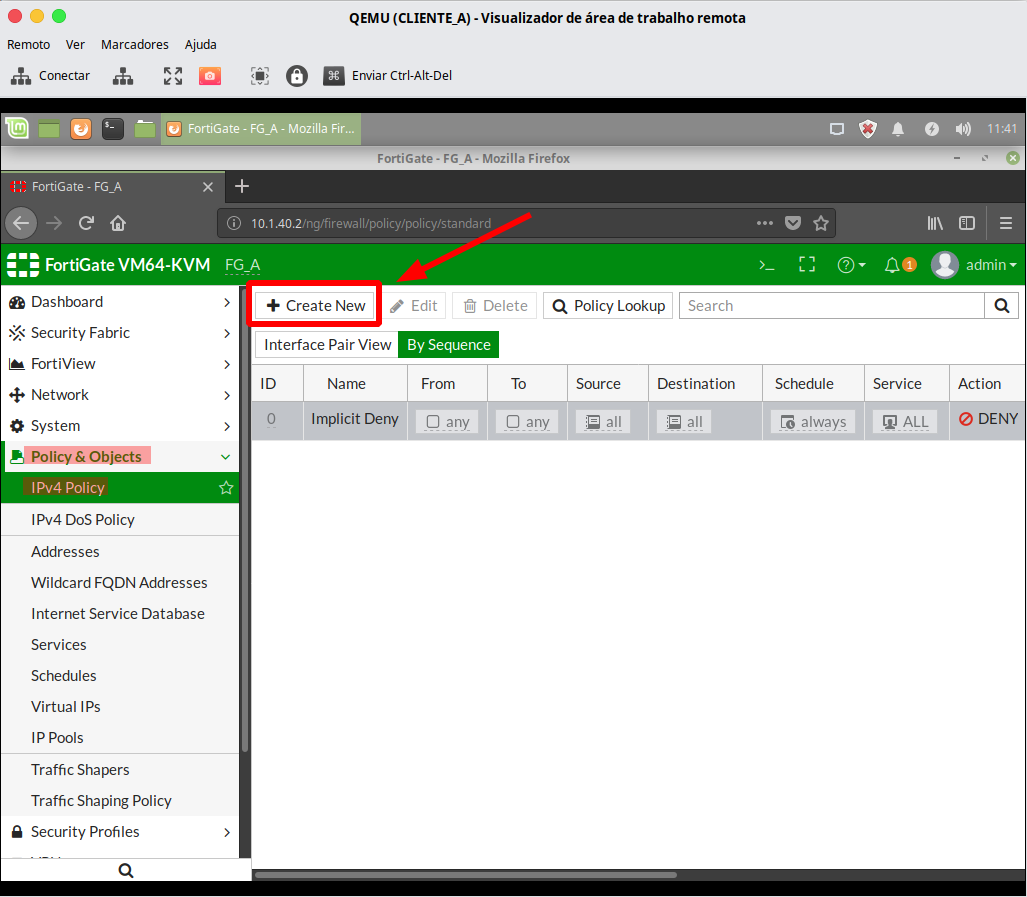 QEMU (CLIENTE_A) - Visualizador de área de trabalho remota
Remoto Ver Marcadores Ajuda
Conectar Enviar Ctrl-Alt-Del
FortiGate - FG_A - Mozilla Fir... 11:41
FortiGate - FG_A - Mozilla Firefox
FortiGate - FG_A
10.1.40.2/ng/firewall/policy/policy/standard
FortiGate VM64-KVM FG_A >_ 1 admin
Dashboard
Security Fabric
FortiView
Network
System
Policy & Objects
IPv4 Policy
IPv4 DoS Policy
Addresses
Wildcard FQDN Addresses
Internet Service Database
Services
Schedules
Virtual IPs
IP Pools
Traffic Shapers
Traffic Shaping Policy
Security Profiles
+ Create New Edit Delete Policy Lookup Search
Interface Pair View By Sequence
ID Name From To Source Destination Schedule Service Action
0 Implicit Deny any any all all always ALL DENY